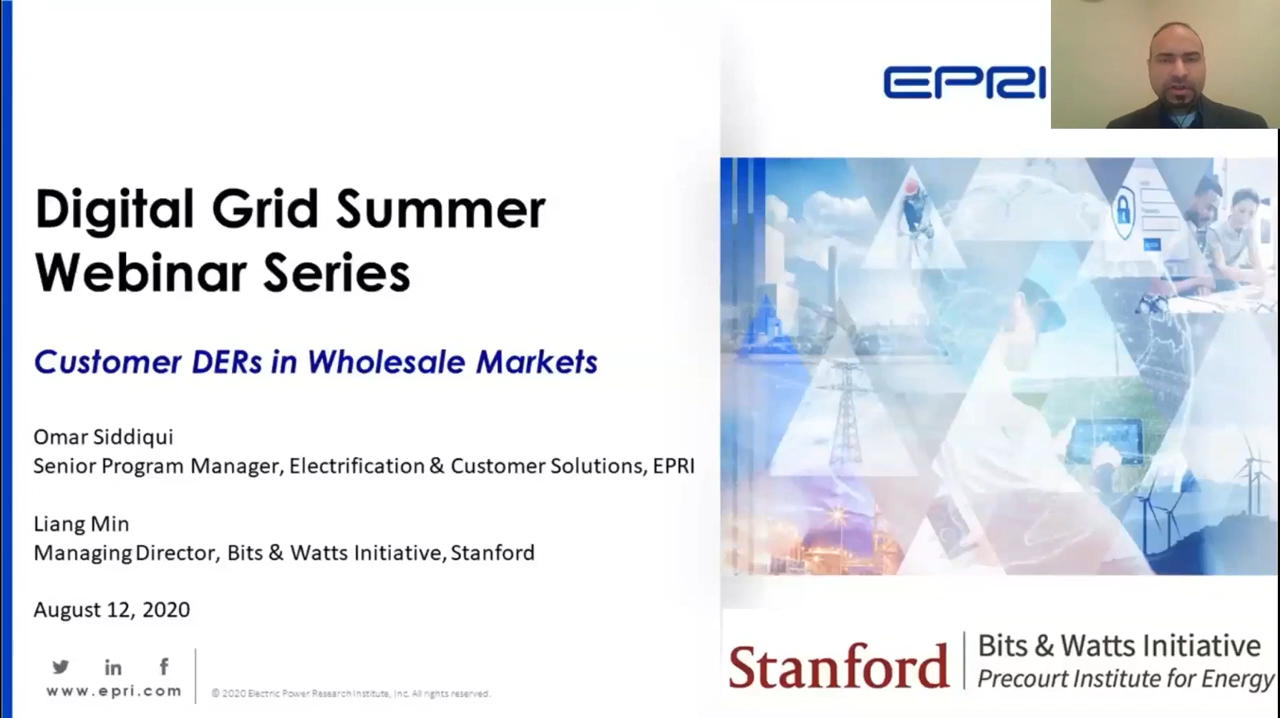 EPRI
Digital Grid Summer
Webinar Series
Customer DERs in Wholesale Markets
Omar Siddiqui
Senior Program Manager, Electrification & Customer Solutions, EPRI
Liang Min
Managing Director, Bits & Watts Initiative, Stanford
August 12, 2020
www.epri.com
© 2020 Electric Power Research Institute, Inc. All rights reserved.
Stanford
Bits & Watts Initiative
Precourt Institute for Energy